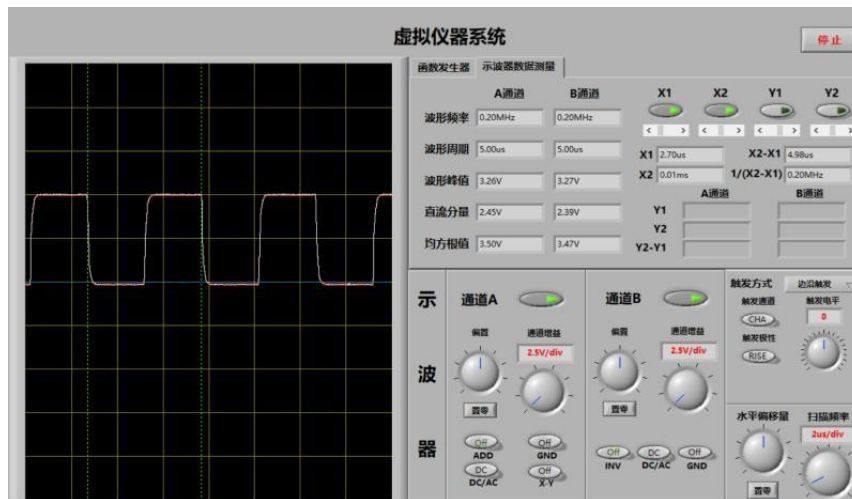 虚拟仪器系统
停止
函数发生器 示波器数据测量
A通道 B通道
波形频率 0.20MHz 0.20MHz
波形周期 5.00us 5.00us
波形峰值 3.26V 3.27V
直流分量 2.45V 2.39V
均方根值 3.50V 3.47V
X1 X2 Y1 Y2
X1 2.70us X2-X1 4.98us
X2 0.01ms 1/(X2-X1) 0.20MHz
A通道 B通道
Y1
Y2
Y2-Y1
示波器
通道A
偏置 通道增益
2.5V/div
置零
Off Off
ADD GND
DC Off
DC/AC X-Y
通道B
偏置 通道增益
2.5V/div
置零
Off DC Off
INV DC/AC GND
触发方式 边沿触发
触发通道 触发电平
CHA 0
触发极性
RISE
水平偏移量 扫描频率
2us/div
置零